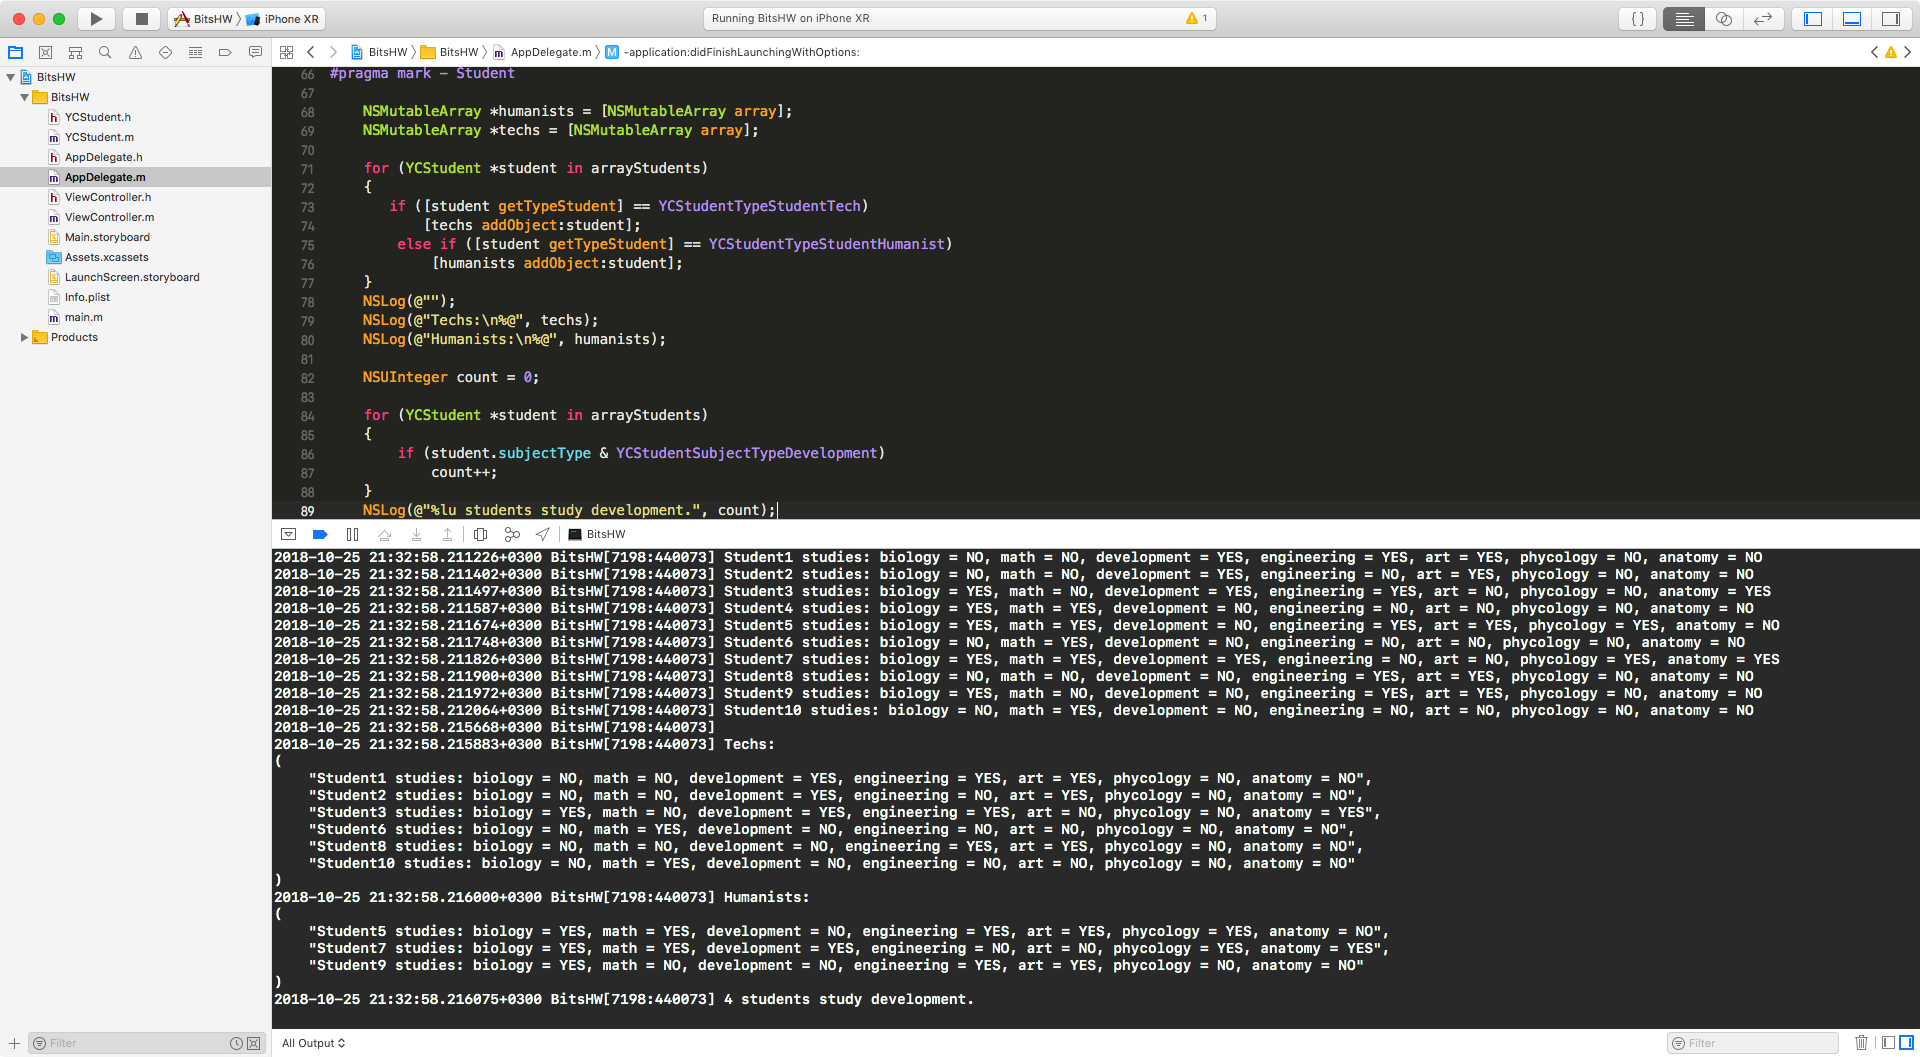 BitsHW 〉 iPhone XR
Running BitsHW on iPhone XR
1
BitsHW 〉 BitsHW 〉 AppDelegate.m 〉 M -application:didFinishLaunchingWithOptions:
BitsHW
BitsHW
YCStudent.h
YCStudent.m
AppDelegate.h
AppDelegate.m
ViewController.h
ViewController.m
Main.storyboard
Assets.xcassets
LaunchScreen.storyboard
Info.plist
main.m
Products
66 #pragma mark – Student
67
68 NSMutableArray *humanists = [NSMutableArray array];
69 NSMutableArray *techs = [NSMutableArray array];
70
71 for (YCStudent *student in arrayStudents)
72 {
73 if ([student getTypeStudent] == YCStudentTypeStudentTech)
74 [techs addObject:student];
75 else if ([student getTypeStudent] == YCStudentTypeStudentHumanist)
76 [humanists addObject:student];
77 }
78 NSLog(@"");
79 NSLog(@"Techs:\n%@", techs);
80 NSLog(@"Humanists:\n%@", humanists);
81
82 NSUInteger count = 0;
83
84 for (YCStudent *student in arrayStudents)
85 {
86 if (student.subjectType & YCStudentSubjectTypeDevelopment)
87 count++;
88 }
89 NSLog(@"%lu students study development.", count);
BitsHW
2018-10-25 21:32:58.211226+0300 BitsHW[7198:440073] Student1 studies: biology = NO, math = NO, development = YES, engineering = YES, art = YES, phycology = NO, anatomy = NO
2018-10-25 21:32:58.211402+0300 BitsHW[7198:440073] Student2 studies: biology = NO, math = NO, development = YES, engineering = NO, art = YES, phycology = NO, anatomy = NO
2018-10-25 21:32:58.211497+0300 BitsHW[7198:440073] Student3 studies: biology = YES, math = NO, development = YES, engineering = YES, art = NO, phycology = NO, anatomy = YES
2018-10-25 21:32:58.211587+0300 BitsHW[7198:440073] Student4 studies: biology = YES, math = YES, development = NO, engineering = NO, art = NO, phycology = NO, anatomy = NO
2018-10-25 21:32:58.211674+0300 BitsHW[7198:440073] Student5 studies: biology = YES, math = YES, development = NO, engineering = YES, art = YES, phycology = YES, anatomy = NO
2018-10-25 21:32:58.211748+0300 BitsHW[7198:440073] Student6 studies: biology = NO, math = YES, development = NO, engineering = NO, art = NO, phycology = NO, anatomy = NO
2018-10-25 21:32:58.211826+0300 BitsHW[7198:440073] Student7 studies: biology = YES, math = YES, development = YES, engineering = NO, art = NO, phycology = YES, anatomy = YES
2018-10-25 21:32:58.211900+0300 BitsHW[7198:440073] Student8 studies: biology = NO, math = NO, development = NO, engineering = YES, art = YES, phycology = NO, anatomy = NO
2018-10-25 21:32:58.211972+0300 BitsHW[7198:440073] Student9 studies: biology = YES, math = NO, development = NO, engineering = YES, art = YES, phycology = NO, anatomy = NO
2018-10-25 21:32:58.212064+0300 BitsHW[7198:440073] Student10 studies: biology = NO, math = YES, development = NO, engineering = NO, art = NO, phycology = NO, anatomy = NO
2018-10-25 21:32:58.215668+0300 BitsHW[7198:440073]
2018-10-25 21:32:58.215883+0300 BitsHW[7198:440073] Techs:
(
"Student1 studies: biology = NO, math = NO, development = YES, engineering = YES, art = YES, phycology = NO, anatomy = NO",
"Student2 studies: biology = NO, math = NO, development = YES, engineering = NO, art = YES, phycology = NO, anatomy = NO",
"Student3 studies: biology = YES, math = NO, development = YES, engineering = YES, art = NO, phycology = NO, anatomy = YES",
"Student6 studies: biology = NO, math = YES, development = NO, engineering = NO, art = NO, phycology = NO, anatomy = NO",
"Student8 studies: biology = NO, math = NO, development = NO, engineering = YES, art = YES, phycology = NO, anatomy = NO",
"Student10 studies: biology = NO, math = YES, development = NO, engineering = NO, art = NO, phycology = NO, anatomy = NO"
)
2018-10-25 21:32:58.216000+0300 BitsHW[7198:440073] Humanists:
(
"Student5 studies: biology = YES, math = YES, development = NO, engineering = YES, art = YES, phycology = YES, anatomy = NO",
"Student7 studies: biology = YES, math = YES, development = YES, engineering = NO, art = NO, phycology = YES, anatomy = YES",
"Student9 studies: biology = YES, math = NO, development = NO, engineering = YES, art = YES, phycology = NO, anatomy = NO"
)
2018-10-25 21:32:58.216075+0300 BitsHW[7198:440073] 4 students study development.
Filter
All Output
Filter